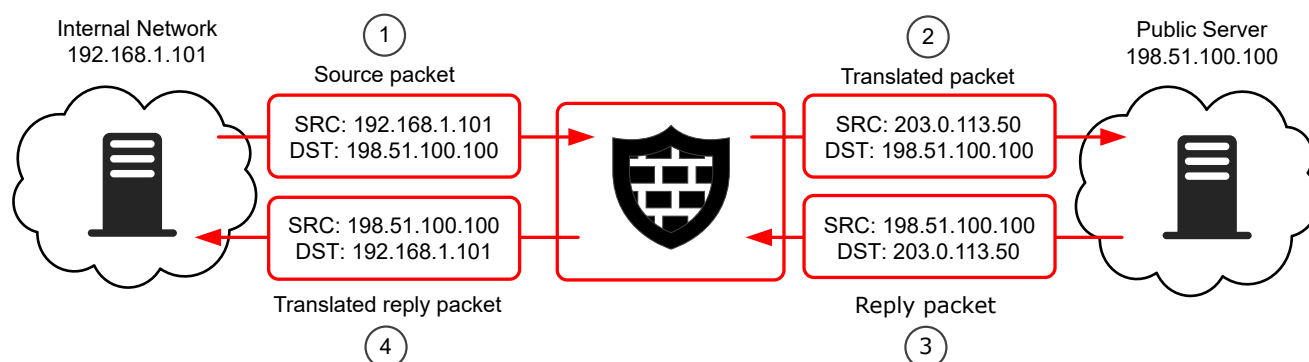 Internal Network
192.168.1.101
1
Source packet
SRC: 192.168.1.101
DST: 198.51.100.100
2
Translated packet
SRC: 203.0.113.50
DST: 198.51.100.100
Public Server
198.51.100.100
SRC: 198.51.100.100
DST: 192.168.1.101
Translated reply packet
4
SRC: 198.51.100.100
DST: 203.0.113.50
Reply packet
3